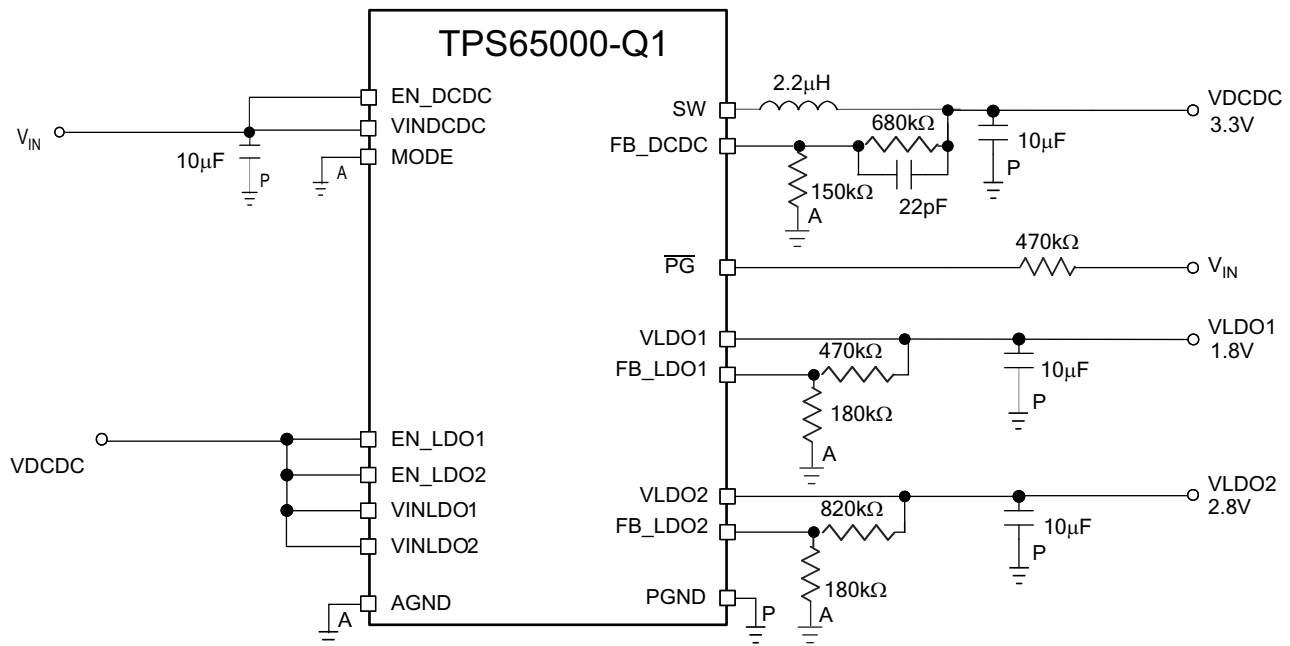 TPS65000-Q1
EN_DCDC
VINDCDC
MODE
VIN
10μF
P
A
EN_LDO1
EN_LDO2
VINLDO1
VINLDO2
VDCDC
AGND
A
SW
2.2μH
VDCDC
3.3V
FB_DCDC
680kΩ
10μF
P
150kΩ
22pF
A
PG
470kΩ
VIN
VLDO1
VLDO1
1.8V
FB_LDO1
470kΩ
10μF
P
180kΩ
A
VLDO2
VLDO2
2.8V
FB_LDO2
820kΩ
10μF
P
180kΩ
A
PGND
P